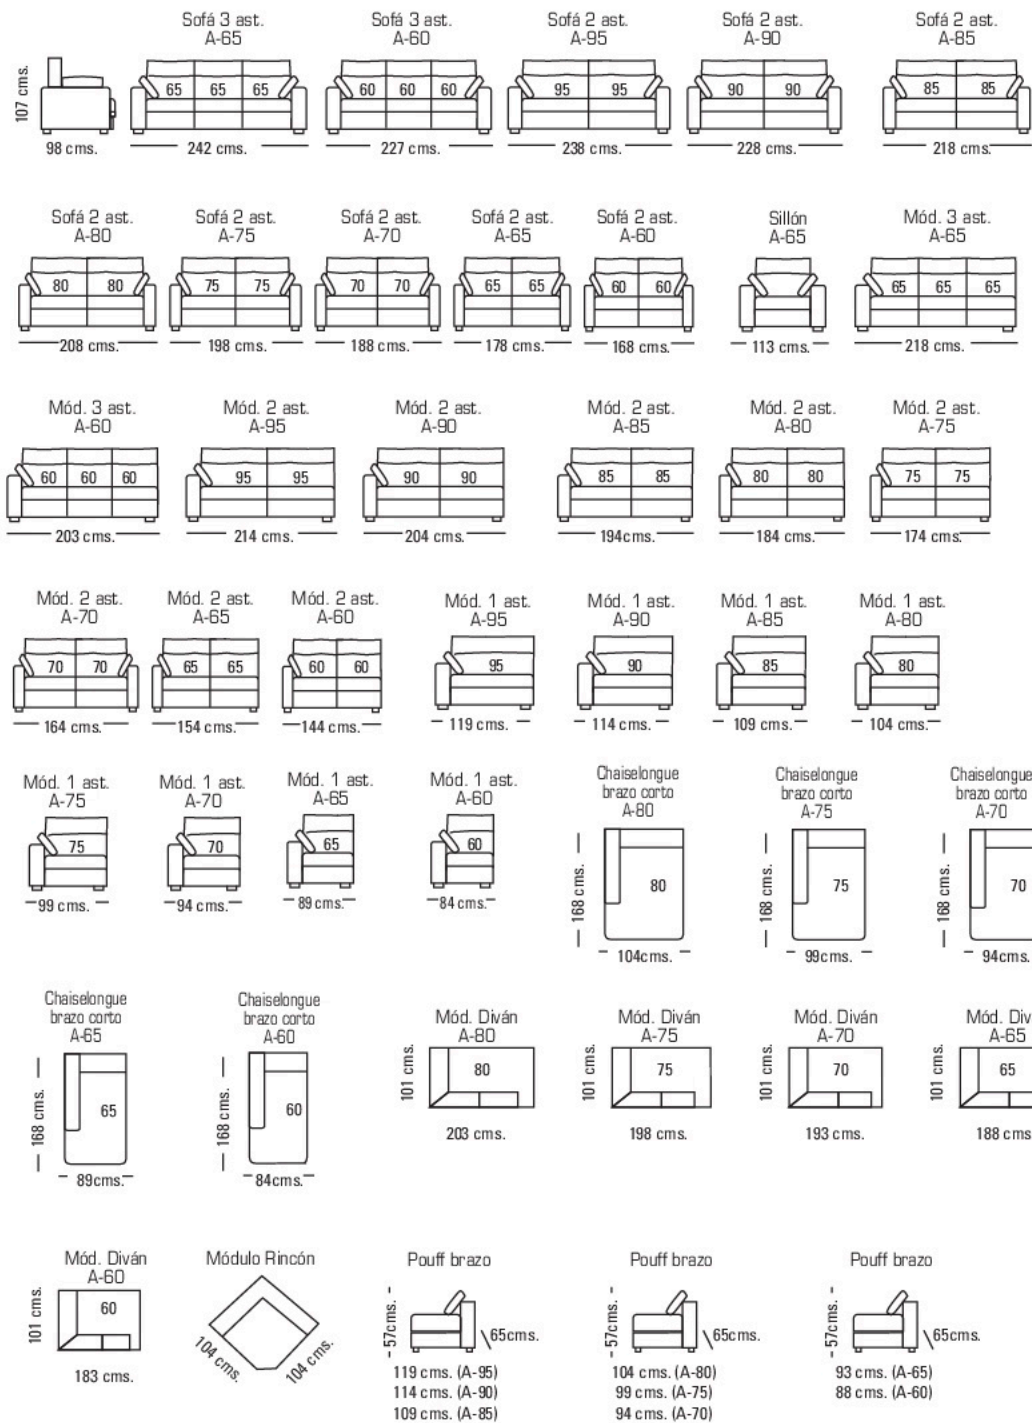 Sofá 3 ast.
A-65
Sofá 3 ast.
A-60
Sofá 2 ast.
A-95
Sofá 2 ast.
A-90
Sofá 2 ast.
A-85
107 cms.
65 65 65
60 60 60
95 95
90 90
85 85
98 cms.
242 cms.
227 cms.
238 cms.
228 cms.
218 cms.
Sofá 2 ast.
A-80
Sofá 2 ast.
A-75
Sofá 2 ast.
A-70
Sofá 2 ast.
A-65
Sofá 2 ast.
A-60
Sillón
A-65
Mód. 3 ast.
A-65
80 80
75 75
70 70
65 65
60 60
65 65 65
208 cms.
198 cms.
188 cms.
178 cms.
168 cms.
113 cms.
218 cms.
Mód. 3 ast.
A-60
Mód. 2 ast.
A-95
Mód. 2 ast.
A-90
Mód. 2 ast.
A-85
Mód. 2 ast.
A-80
Mód. 2 ast.
A-75
60 60 60
95 95
90 90
85 85
80 80
75 75
203 cms.
214 cms.
204 cms.
194cms.
184 cms.
174 cms.
Mód. 2 ast.
A-70
Mód. 2 ast.
A-65
Mód. 2 ast.
A-60
Mód. 1 ast.
A-95
Mód. 1 ast.
A-90
Mód. 1 ast.
A-85
Mód. 1 ast.
A-80
70 70
65 65
60 60
95
90
85
80
164 cms.
154 cms.
144 cms.
119 cms.
114 cms.
109 cms.
104 cms.
Mód. 1 ast.
A-75
Mód. 1 ast.
A-70
Mód. 1 ast.
A-65
Mód. 1 ast.
A-60
Chaiselongue
brazo corto
A-80
Chaiselongue
brazo corto
A-75
Chaiselongue
brazo corto
A-70
75
70
65
60
168 cms.
80
168 cms.
75
168 cms.
70
99 cms.
94 cms.
89cms.
84cms.
104cms.
99cms.
94cms.
Chaiselongue
brazo corto
A-65
Chaiselongue
brazo corto
A-60
Mód. Diván
A-80
Mód. Diván
A-75
Mód. Diván
A-70
Mód. Div
A-65
168 cms.
65
168 cms.
60
101 cms.
80
101 cms.
75
101 cms.
70
101 cms.
65
203 cms.
198 cms.
193 cms.
188 cms
89cms.
84cms.
Mód. Diván
A-60
Módulo Rincón
Pouff brazo
Pouff brazo
Pouff brazo
101 cms.
60
183 cms.
104 cms.
104 cms.
57cms.
65cms.
119 cms. (A-95)
114 cms. (A-90)
109 cms. (A-85)
57cms.
65cms.
104 cms. (A-80)
99 cms. (A-75)
94 cms. (A-70)
57cms.
65cms.
93 cms. (A-65)
88 cms. (A-60)